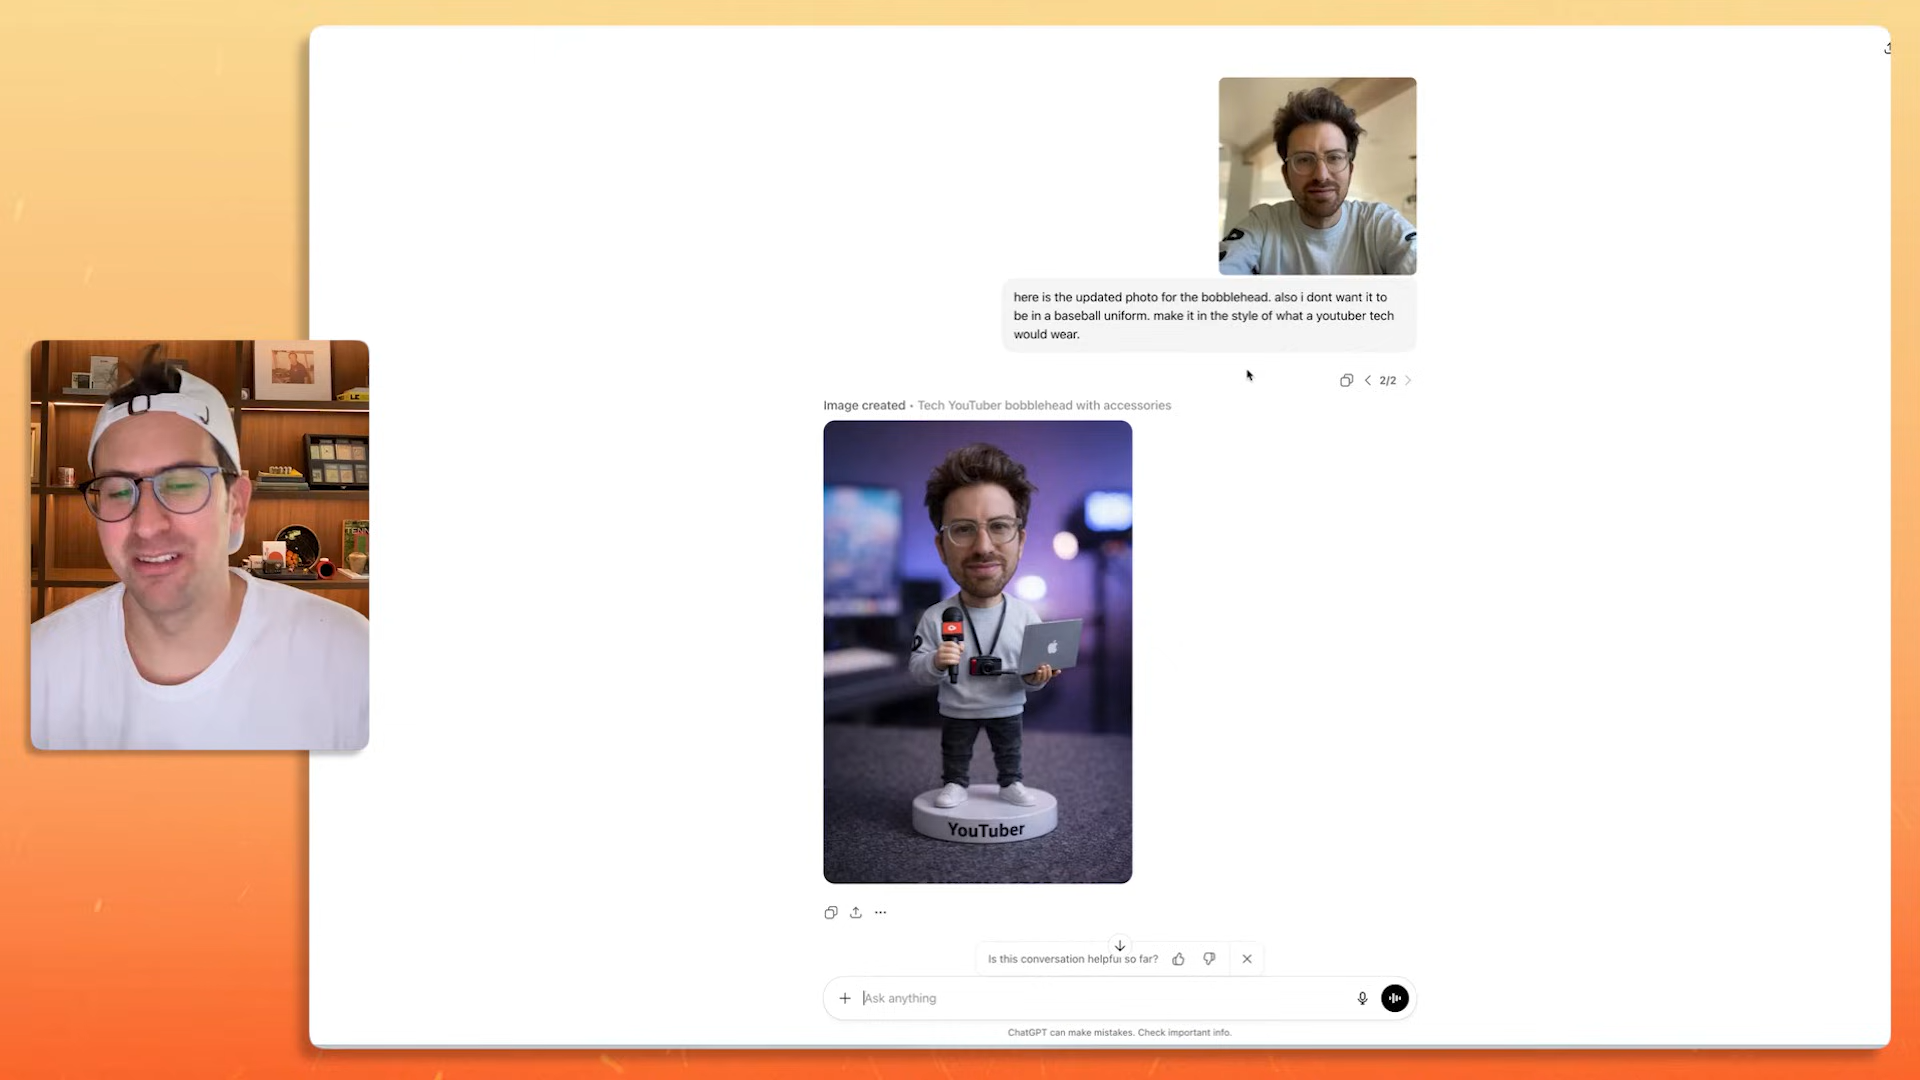 here is the updated photo for the bobblehead. also i dont want it to
be in a baseball uniform. make it in the style of what a youtuber tech
would wear.
2/2
Image created • Tech YouTuber bobblehead with accessories
YouTuber
Is this conversation helpful so far?
Ask anything
ChatGPT can make mistakes. Check important info.